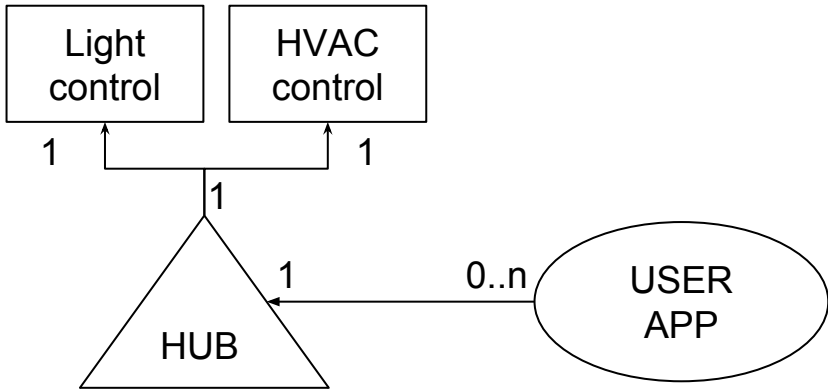 Light
control
HVAC
control
1
1
1
1
0..n
HUB
USER
APP